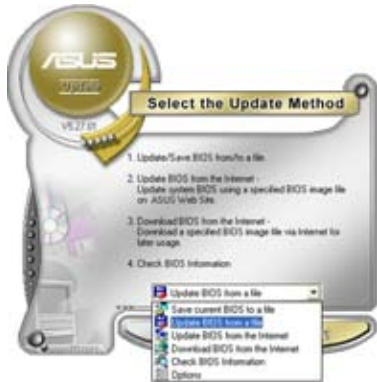 ASUS
Update
Select the Update Method
1. Update/Save BIOS from/to a file.
2. Update BIOS from the Internet -
Update system BIOS using a specified BIOS image file
on ASUS Web Site.
3. Download BIOS from the Internet -
Download a specified BIOS image file via Internet for
later usage.
4. Check BIOS Information
Update BIOS from a file
Save current BIOS to a file
Update BIOS from a file
Update BIOS from the Internet
Download BIOS from the Internet
Check BIOS Information
Options